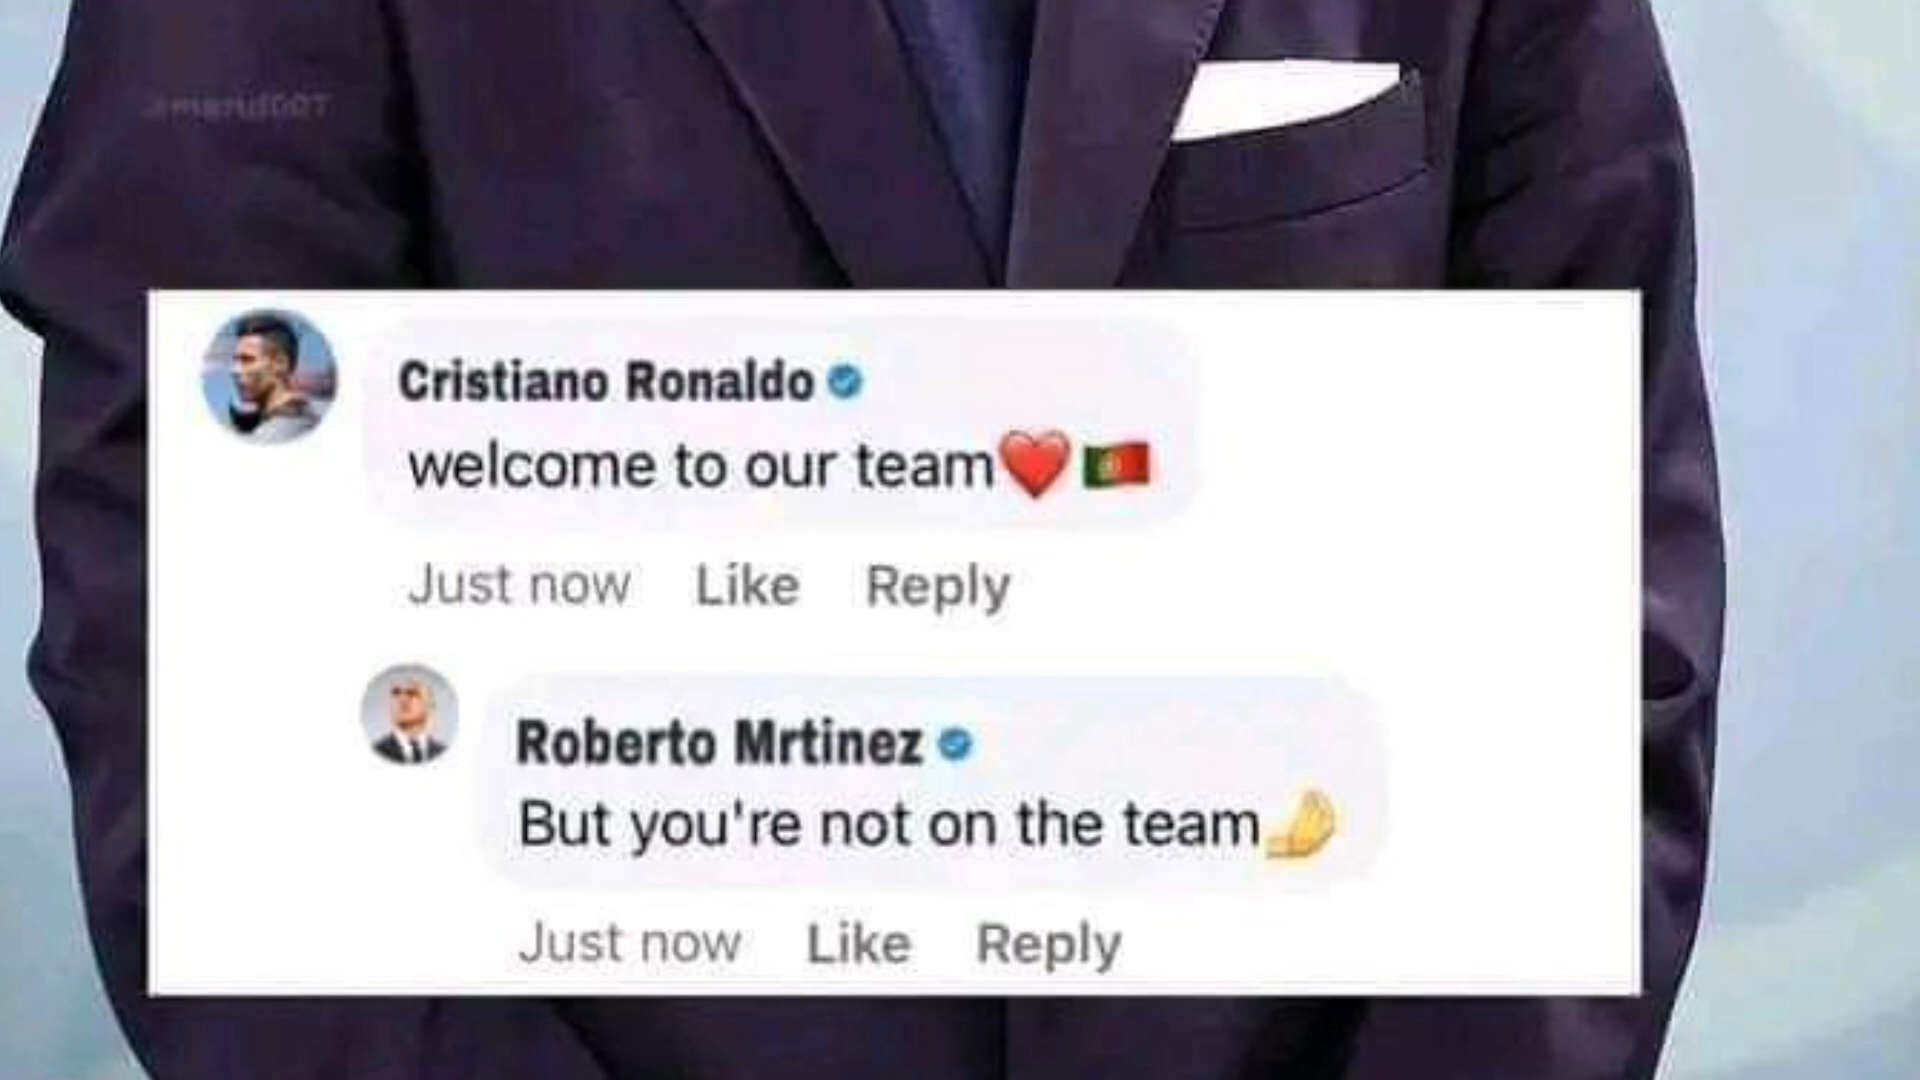 Cristiano Ronaldo
welcome to our team❤️🇵🇹
Just now Like Reply
Roberto Mrtinez
But you're not on the team🤌
Just now Like Reply